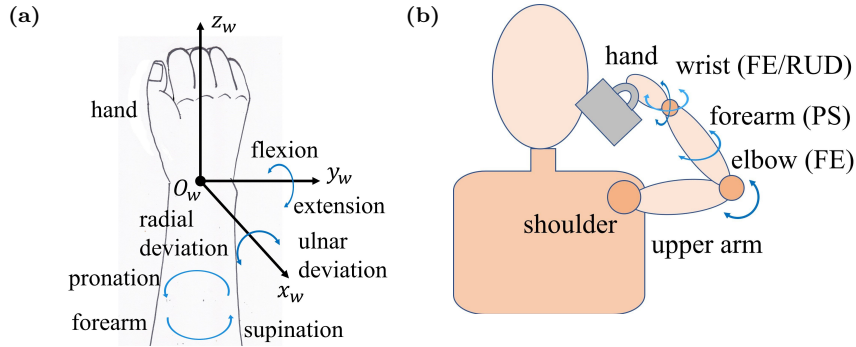 (a)
z_w
hand
flexion
O_w
y_w
extension
radial
deviation
ulnar
deviation
x_w
pronation
forearm
supination
(b)
hand
wrist (FE/RUD)
forearm (PS)
elbow (FE)
shoulder
upper arm